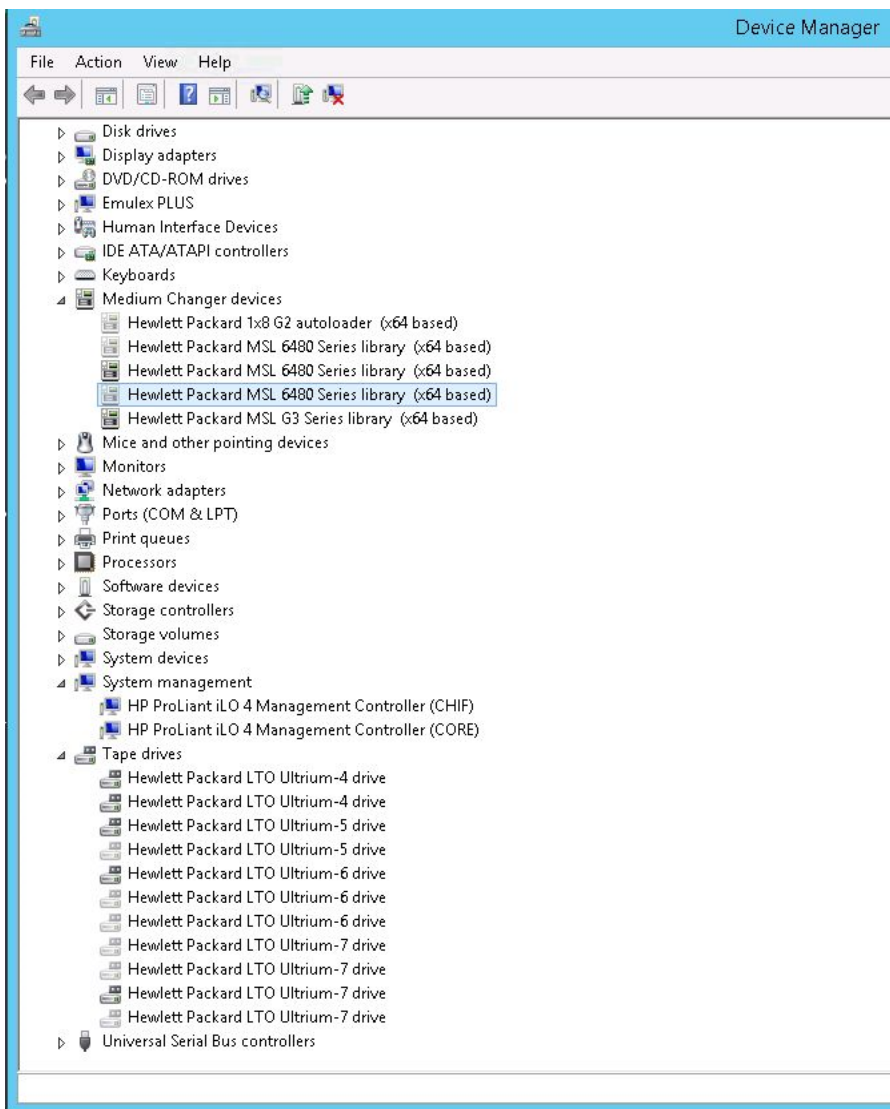 Device Manager
File Action View Help
Disk drives
Display adapters
DVD/CD-ROM drives
Emulex PLUS
Human Interface Devices
IDE ATA/ATAPI controllers
Keyboards
Medium Changer devices
Hewlett Packard 1x8 G2 autoloader (x64 based)
Hewlett Packard MSL 6480 Series library (x64 based)
Hewlett Packard MSL 6480 Series library (x64 based)
Hewlett Packard MSL 6480 Series library (x64 based)
Hewlett Packard MSL G3 Series library (x64 based)
Mice and other pointing devices
Monitors
Network adapters
Ports (COM & LPT)
Print queues
Processors
Software devices
Storage controllers
Storage volumes
System devices
System management
HP ProLiant iLO 4 Management Controller (CHIF)
HP ProLiant iLO 4 Management Controller (CORE)
Tape drives
Hewlett Packard LTO Ultrium-4 drive
Hewlett Packard LTO Ultrium-4 drive
Hewlett Packard LTO Ultrium-5 drive
Hewlett Packard LTO Ultrium-5 drive
Hewlett Packard LTO Ultrium-6 drive
Hewlett Packard LTO Ultrium-6 drive
Hewlett Packard LTO Ultrium-6 drive
Hewlett Packard LTO Ultrium-7 drive
Hewlett Packard LTO Ultrium-7 drive
Hewlett Packard LTO Ultrium-7 drive
Hewlett Packard LTO Ultrium-7 drive
Universal Serial Bus controllers